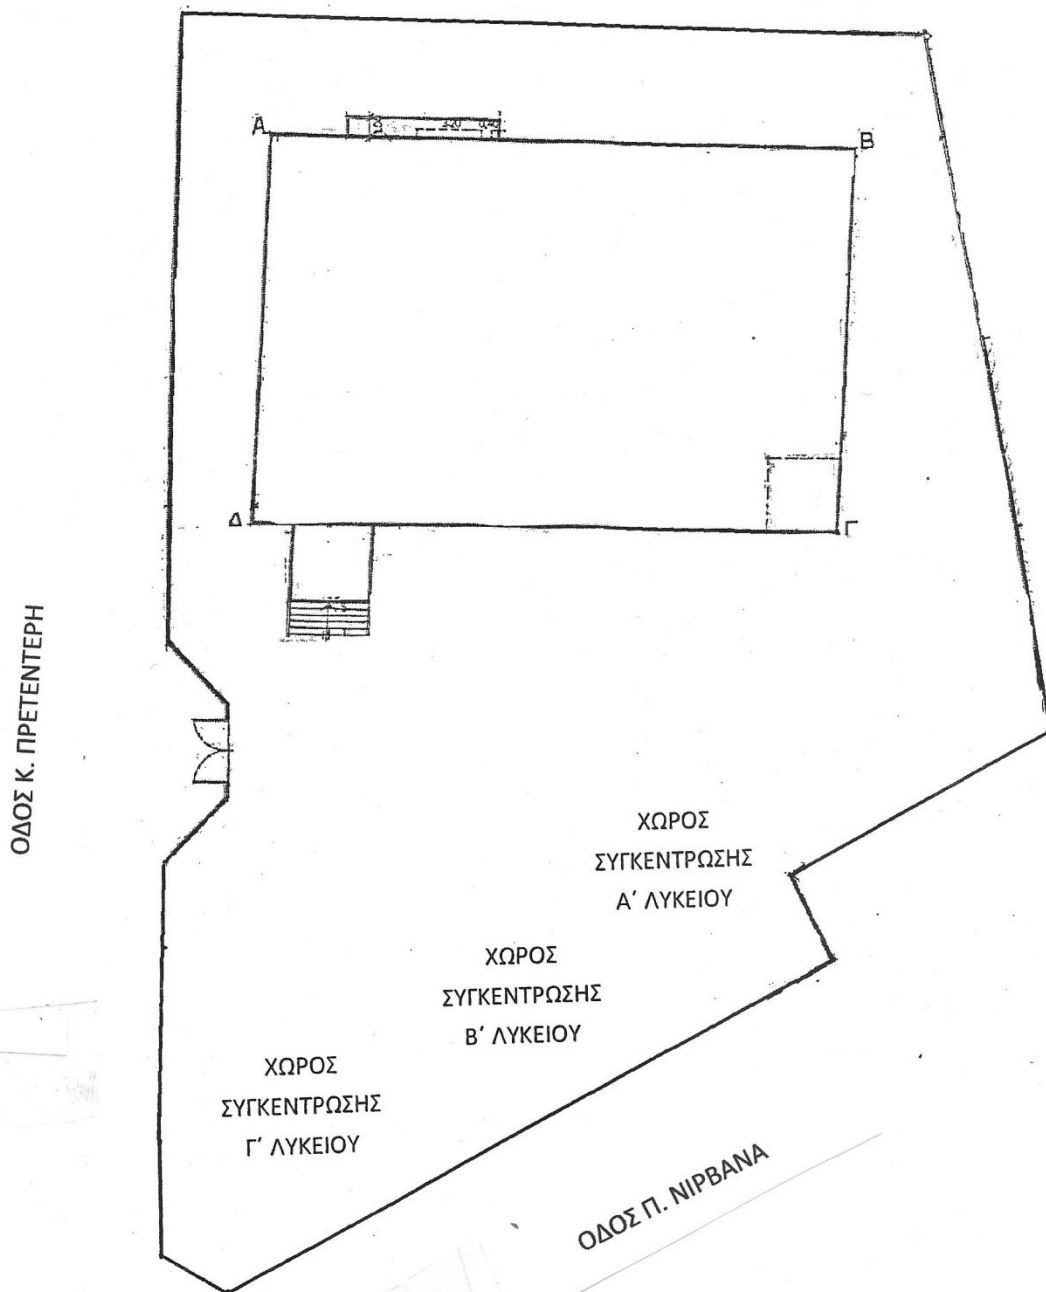 Α
Β
Δ
Γ
ΟΔΟΣ Κ. ΠΡΕΤΕΝΤΕΡΗ
ΧΩΡΟΣ
ΣΥΓΚΕΝΤΡΩΣΗΣ
Α΄ ΛΥΚΕΙΟΥ
ΧΩΡΟΣ
ΣΥΓΚΕΝΤΡΩΣΗΣ
Β΄ ΛΥΚΕΙΟΥ
ΧΩΡΟΣ
ΣΥΓΚΕΝΤΡΩΣΗΣ
Γ΄ ΛΥΚΕΙΟΥ
ΟΔΟΣ Π. ΝΙΡΒΑΝΑ